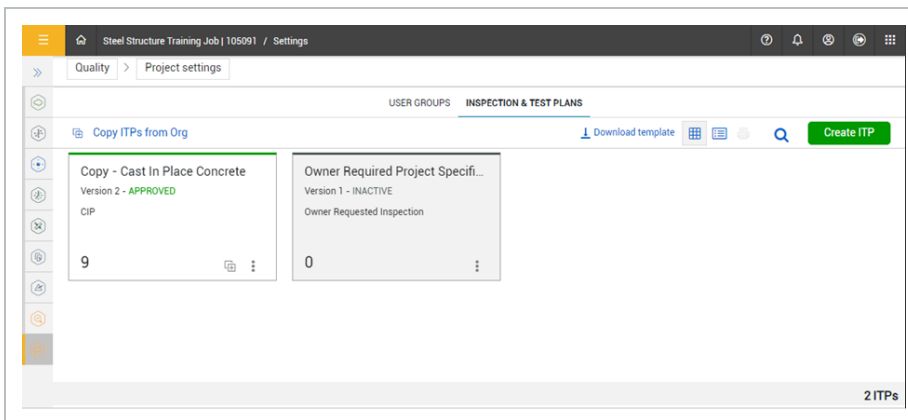 Steel Structure Training Job | 105091 / Settings
Quality > Project settings
USER GROUPS INSPECTION & TEST PLANS
Copy ITPs from Org Download template Create ITP
Copy - Cast In Place Concrete
Version 2 - APPROVED
CIP
9
Owner Required Project Specifi...
Version 1 - INACTIVE
Owner Requested Inspection
0
2 ITPs